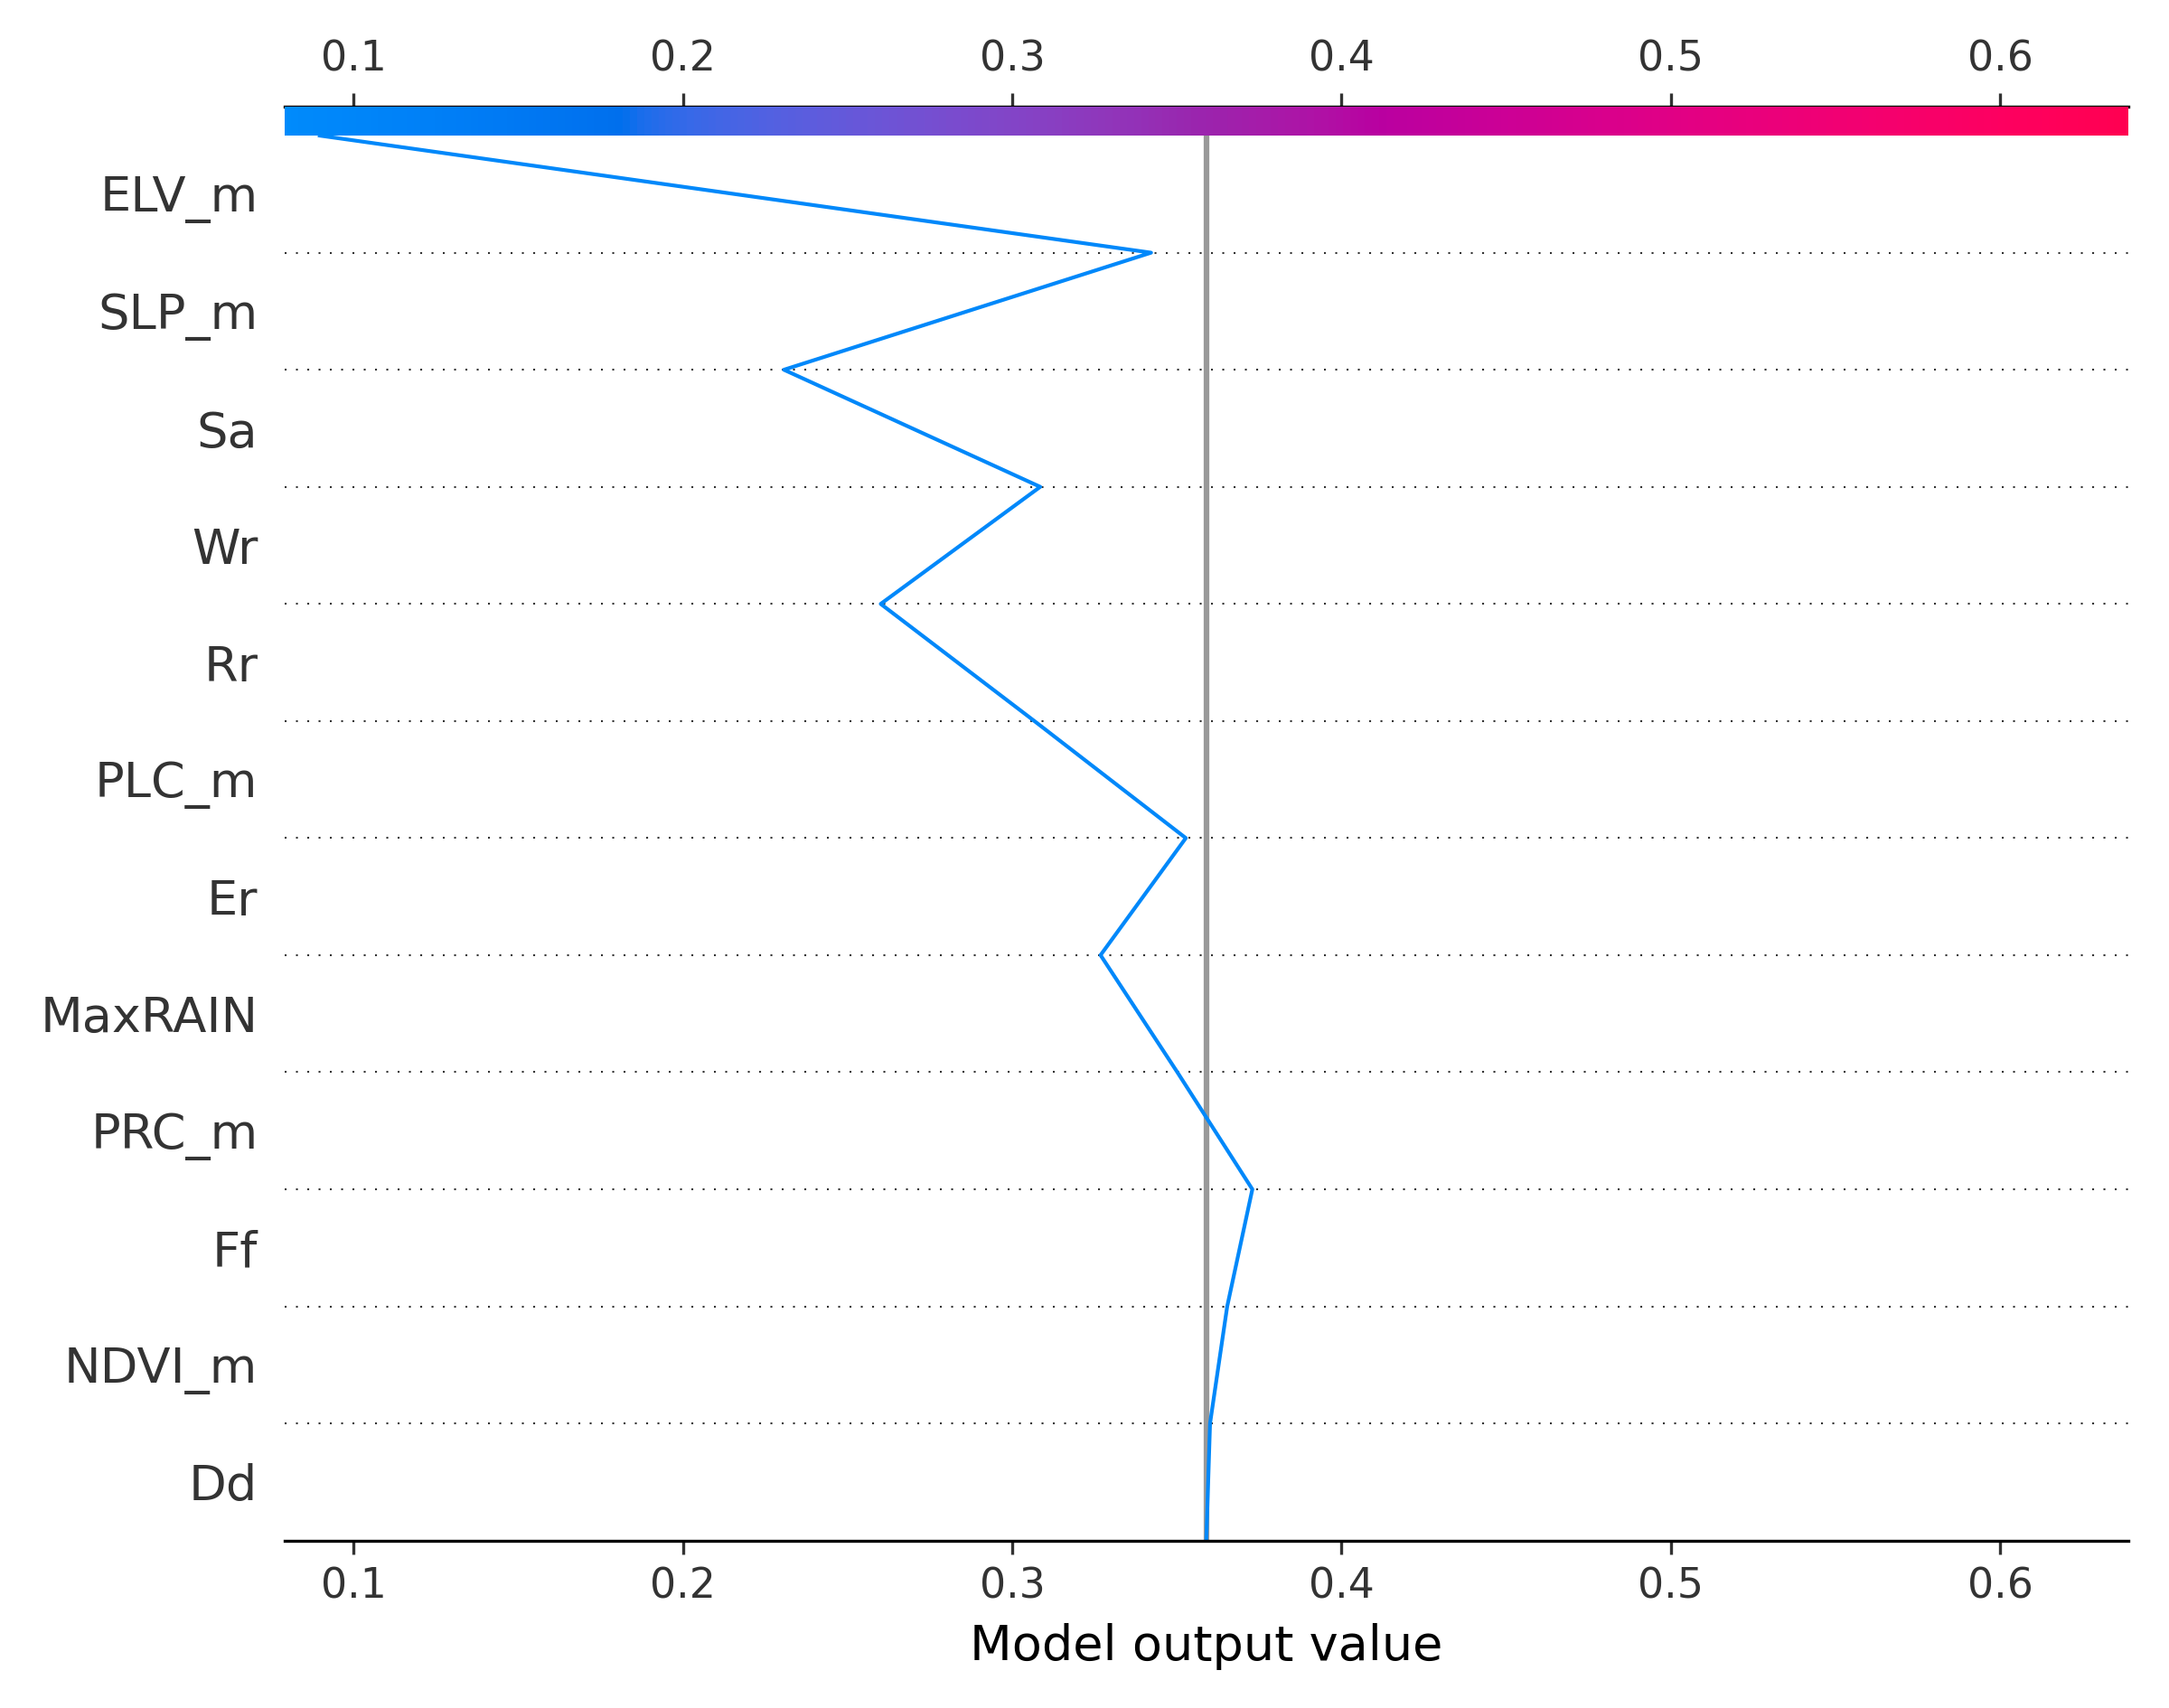 0.1 0.2 0.3 0.4 0.5 0.6
ELV_m
SLP_m
Sa
Wr
Rr
PLC_m
Er
MaxRAIN
PRC_m
Ff
NDVI_m
Dd
0.1 0.2 0.3 0.4 0.5 0.6
Model output value